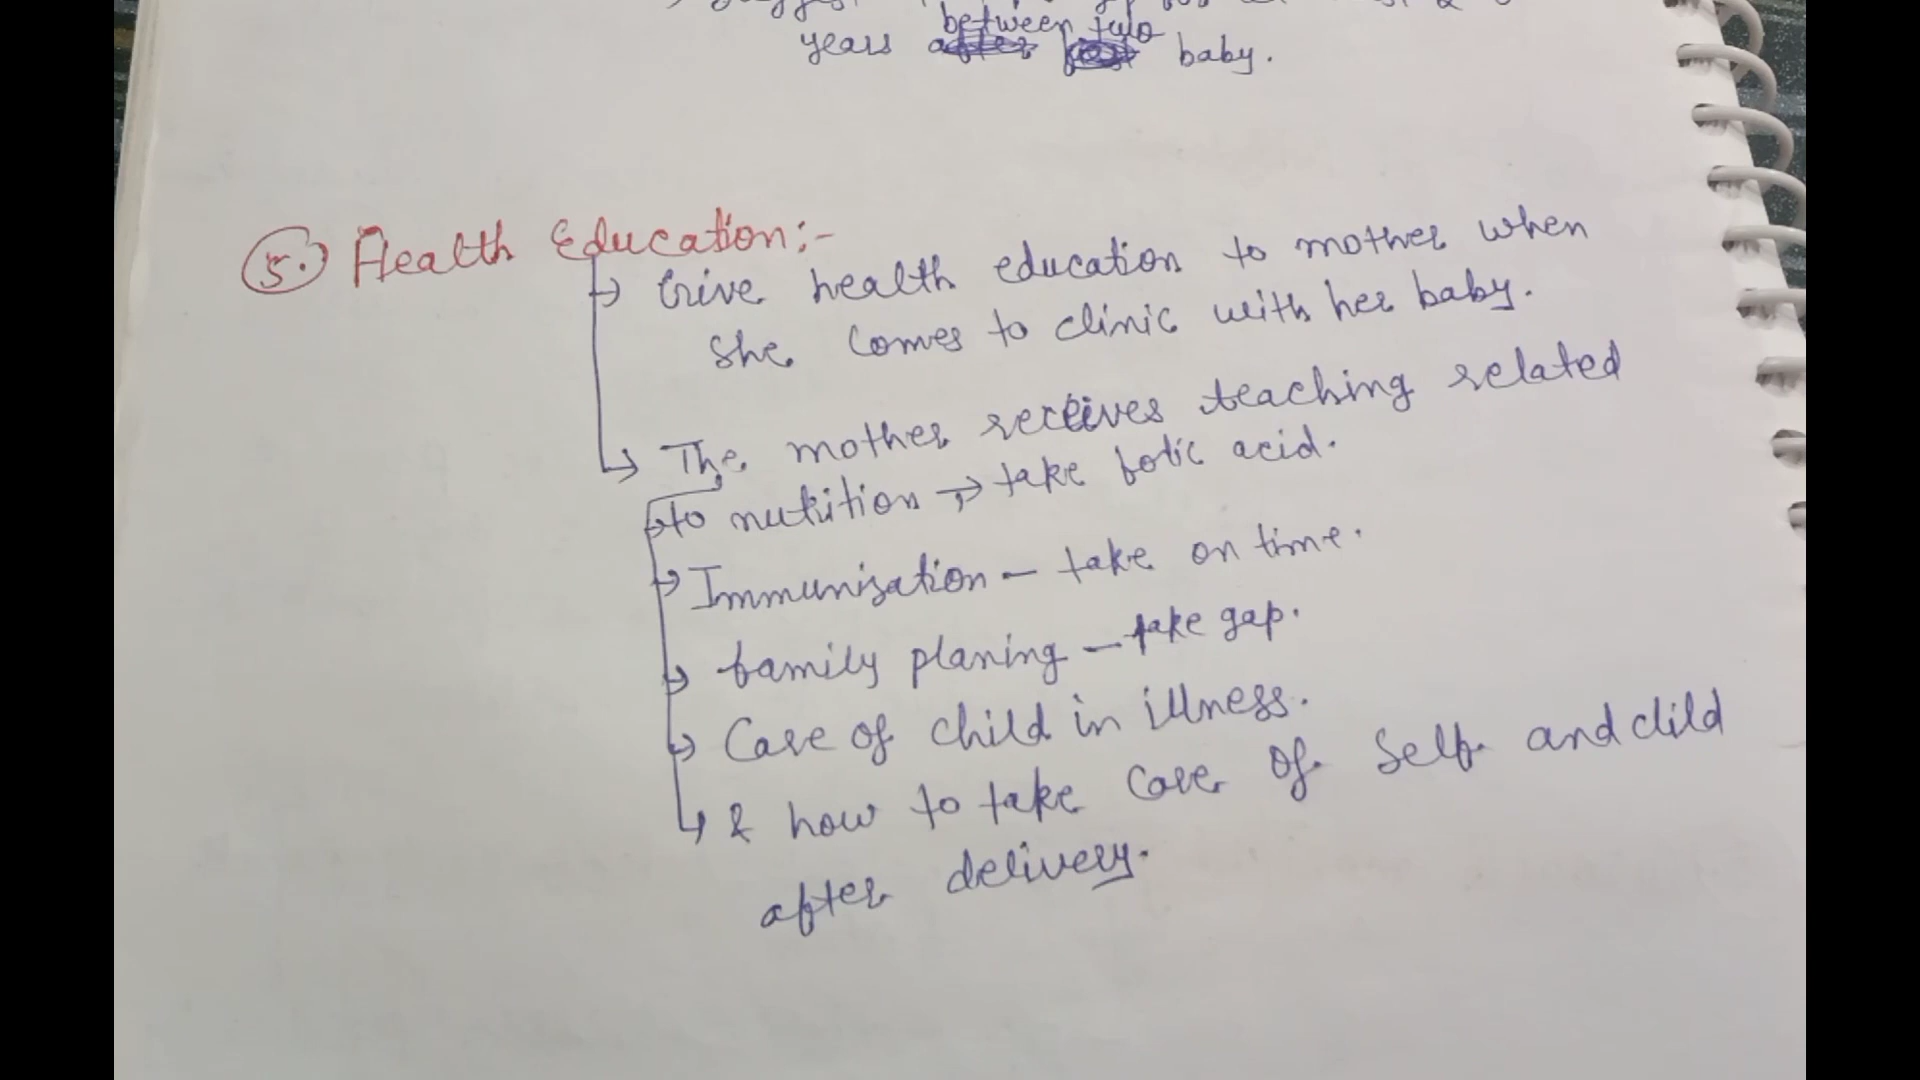 between two
years after baby.
5. Health Education:-
→ Give health education to mother when
she comes to clinic with her baby.
→ The mother receives teaching related
→ to nutrition → take folic acid.
→ Immunisation - take on time.
→ family planing - take gap.
→ Care of child in illness.
→ & how to take care of self and clild
after delivery.